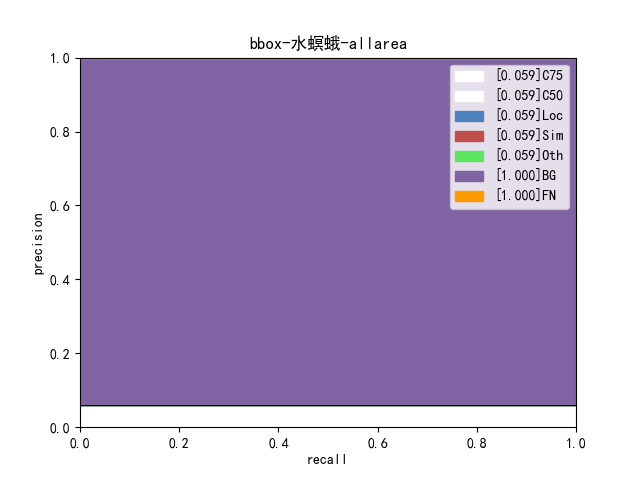 bbox-水螟蛾-allarea
[0.059]C75
[0.059]C50
[0.059]Loc
[0.059]Sim
[0.059]Oth
[1.000]BG
[1.000]FN
precision
1.0
0.8
0.6
0.4
0.2
0.0
0.0 0.2 0.4 0.6 0.8 1.0
recall